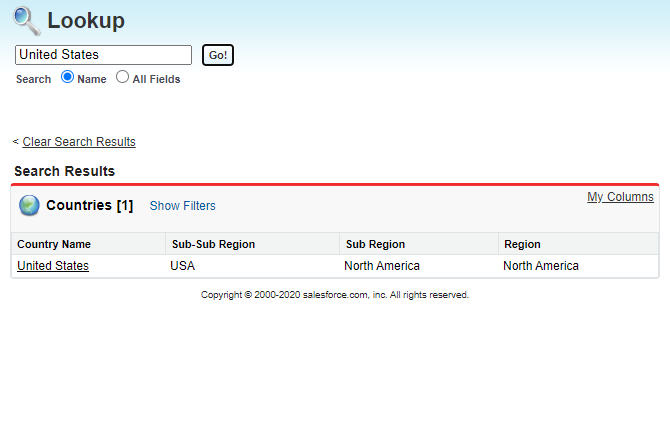 Lookup
United States Go!
Search Name All Fields
< Clear Search Results
Search Results
Countries [1] Show Filters My Columns
Country Name Sub-Sub Region Sub Region Region
United States USA North America North America
Copyright © 2000-2020 salesforce.com, inc. All rights reserved.